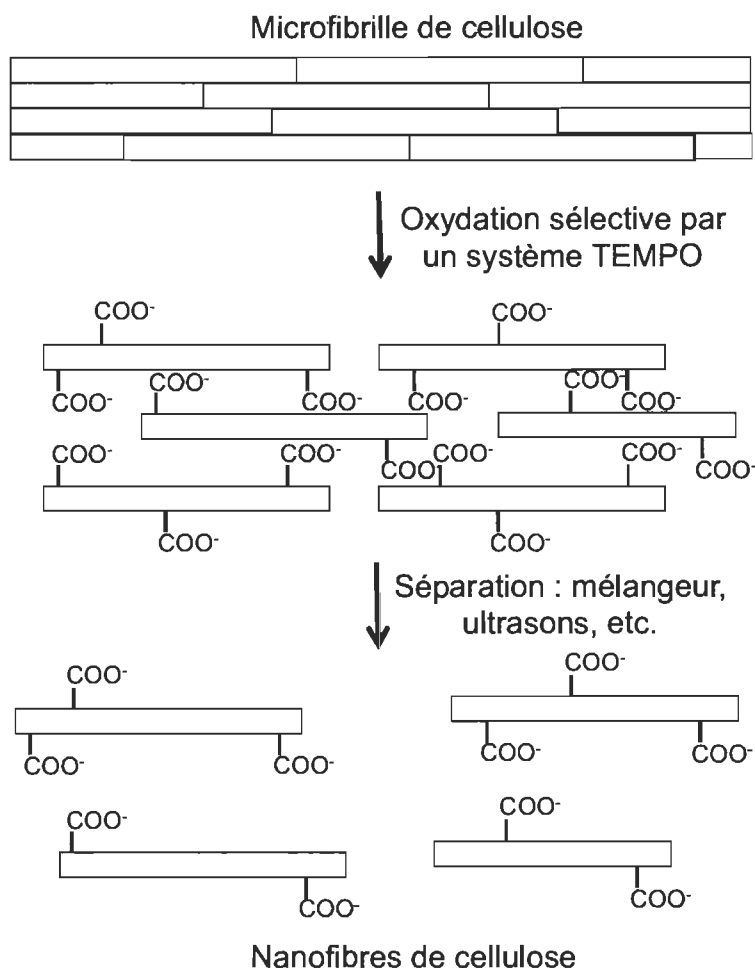 Microfibrille de cellulose
Oxydation sélective par
un système TEMPO
COO- COO-
COO- COO- COO- COO- COO- COO-
COO- COO- COO- COO- COO- COO-
COO- COO-
Séparation : mélangeur,
ultrasons, etc.
COO- COO-
COO- COO- COO- COO-
COO- COO-
COO- COO-
Nanofibres de cellulose